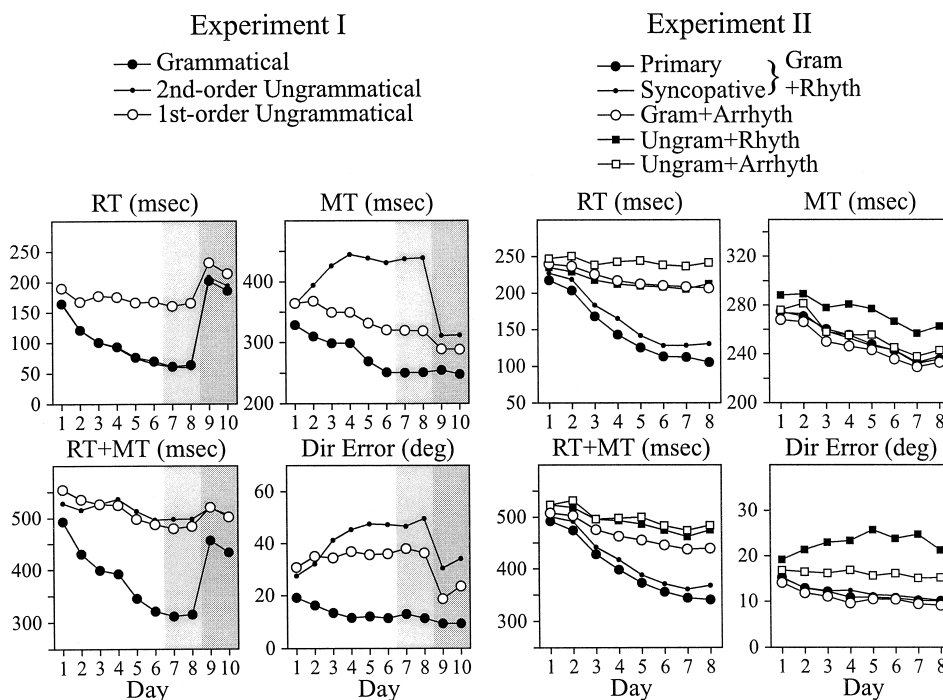 Experiment I
Grammatical
2nd-order Ungrammatical
1st-order Ungrammatical
Experiment II
Primary
Syncopative
} Gram
+Rhyth
Gram+Arrhyth
Ungram+Rhyth
Ungram+Arrhyth
RT (msec)
250
200
150
100
50
0
1 2 3 4 5 6 7 8 9 10
MT (msec)
400
300
200
1 2 3 4 5 6 7 8 9 10
RT (msec)
250
200
150
100
50
1 2 3 4 5 6 7 8
MT (msec)
320
280
240
200
1 2 3 4 5 6 7 8
RT+MT (msec)
500
400
300
1 2 3 4 5 6 7 8 9 10
Day
Dir Error (deg)
60
40
20
0
1 2 3 4 5 6 7 8 9 10
Day
RT+MT (msec)
500
400
300
1 2 3 4 5 6 7 8
Day
Dir Error (deg)
30
20
10
0
1 2 3 4 5 6 7 8
Day